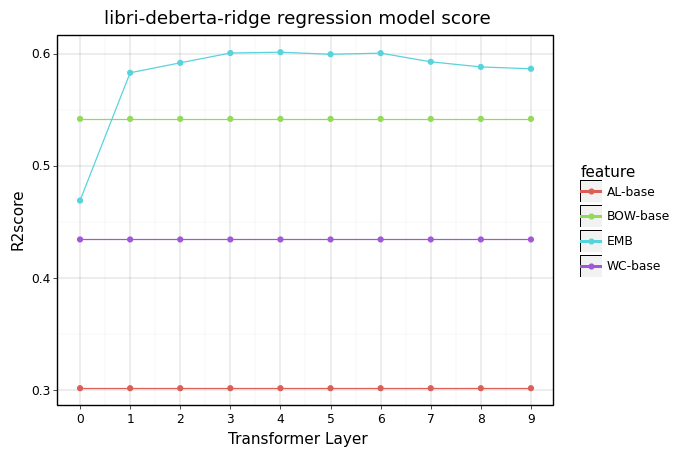 libri-deberta-ridge regression model score
0.6
0.5
0.4
0.3
R2score
0 1 2 3 4 5 6 7 8 9
Transformer Layer
feature
AL-base
BOW-base
EMB
WC-base